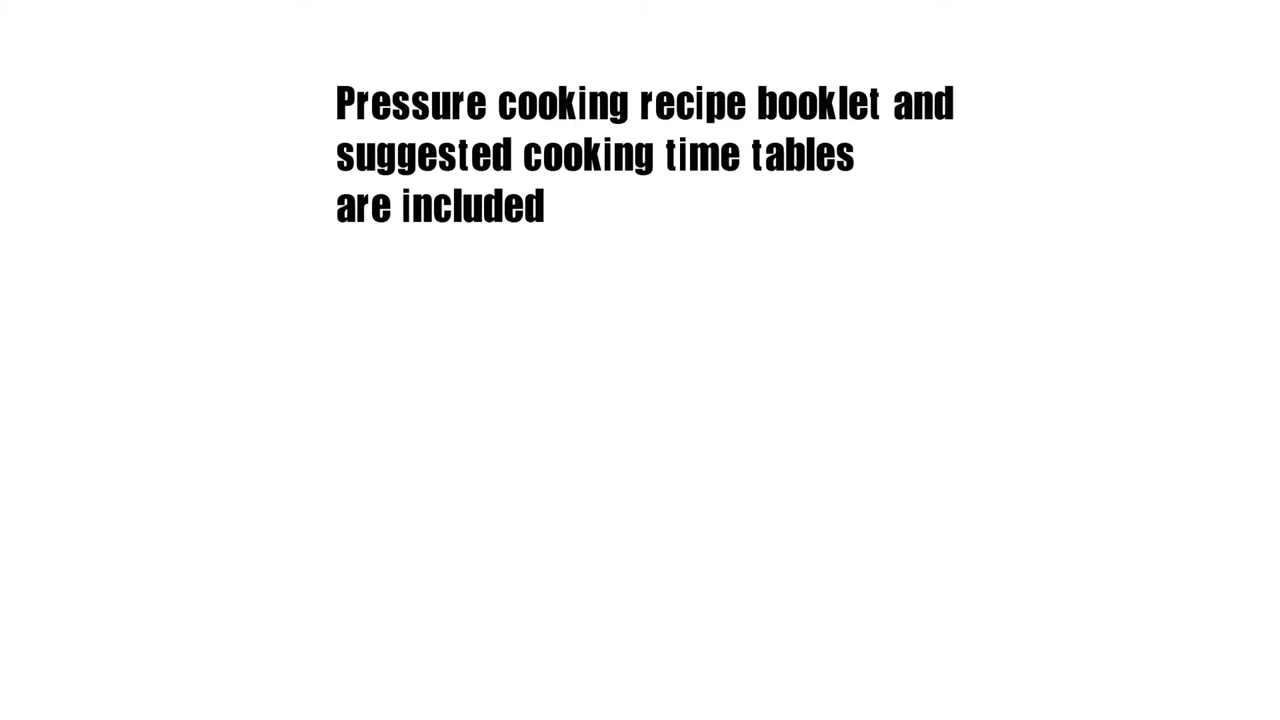 Pressure cooking recipe booklet and
suggested cooking time tables
are included